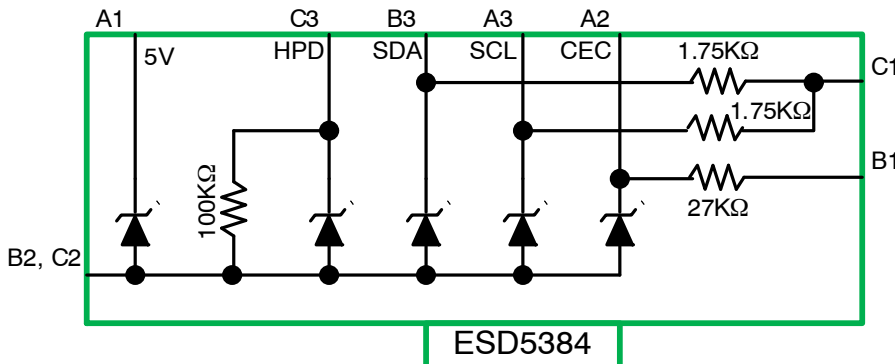 A1 C3 B3 A3 A2
5V HPD SDA SCL CEC 1.75KΩ
C1
1.75KΩ
B1
100KΩ
27KΩ
B2, C2
ESD5384